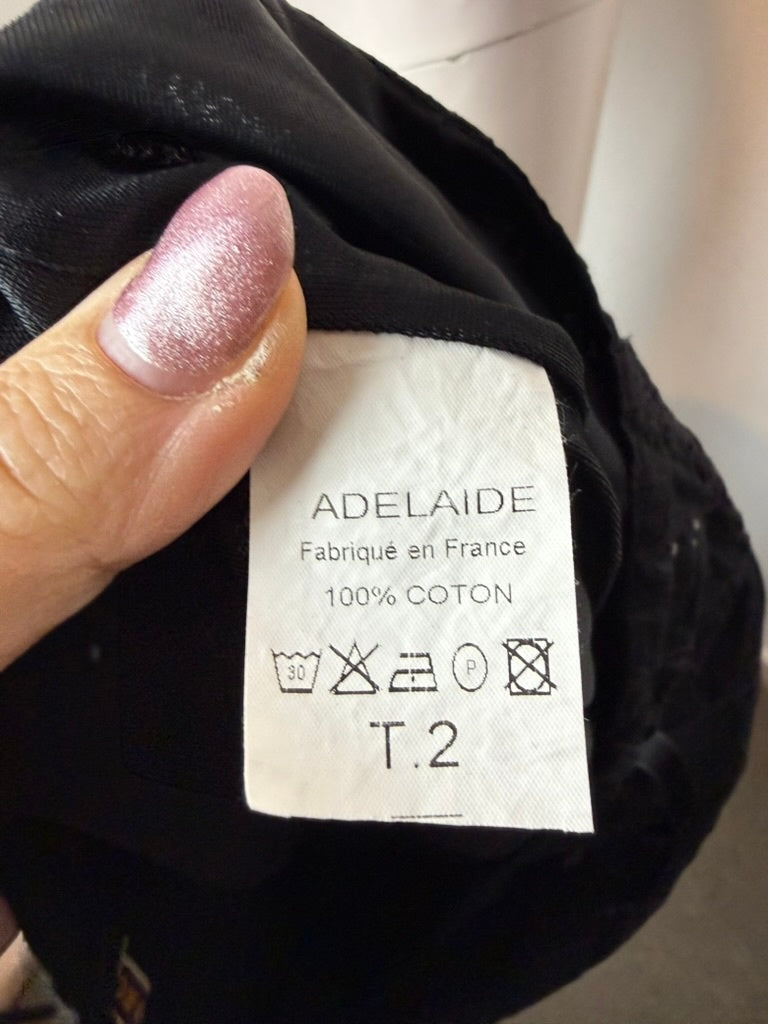 ADELAIDE
Fabriqué en France
100% COTON
30 P
T.2